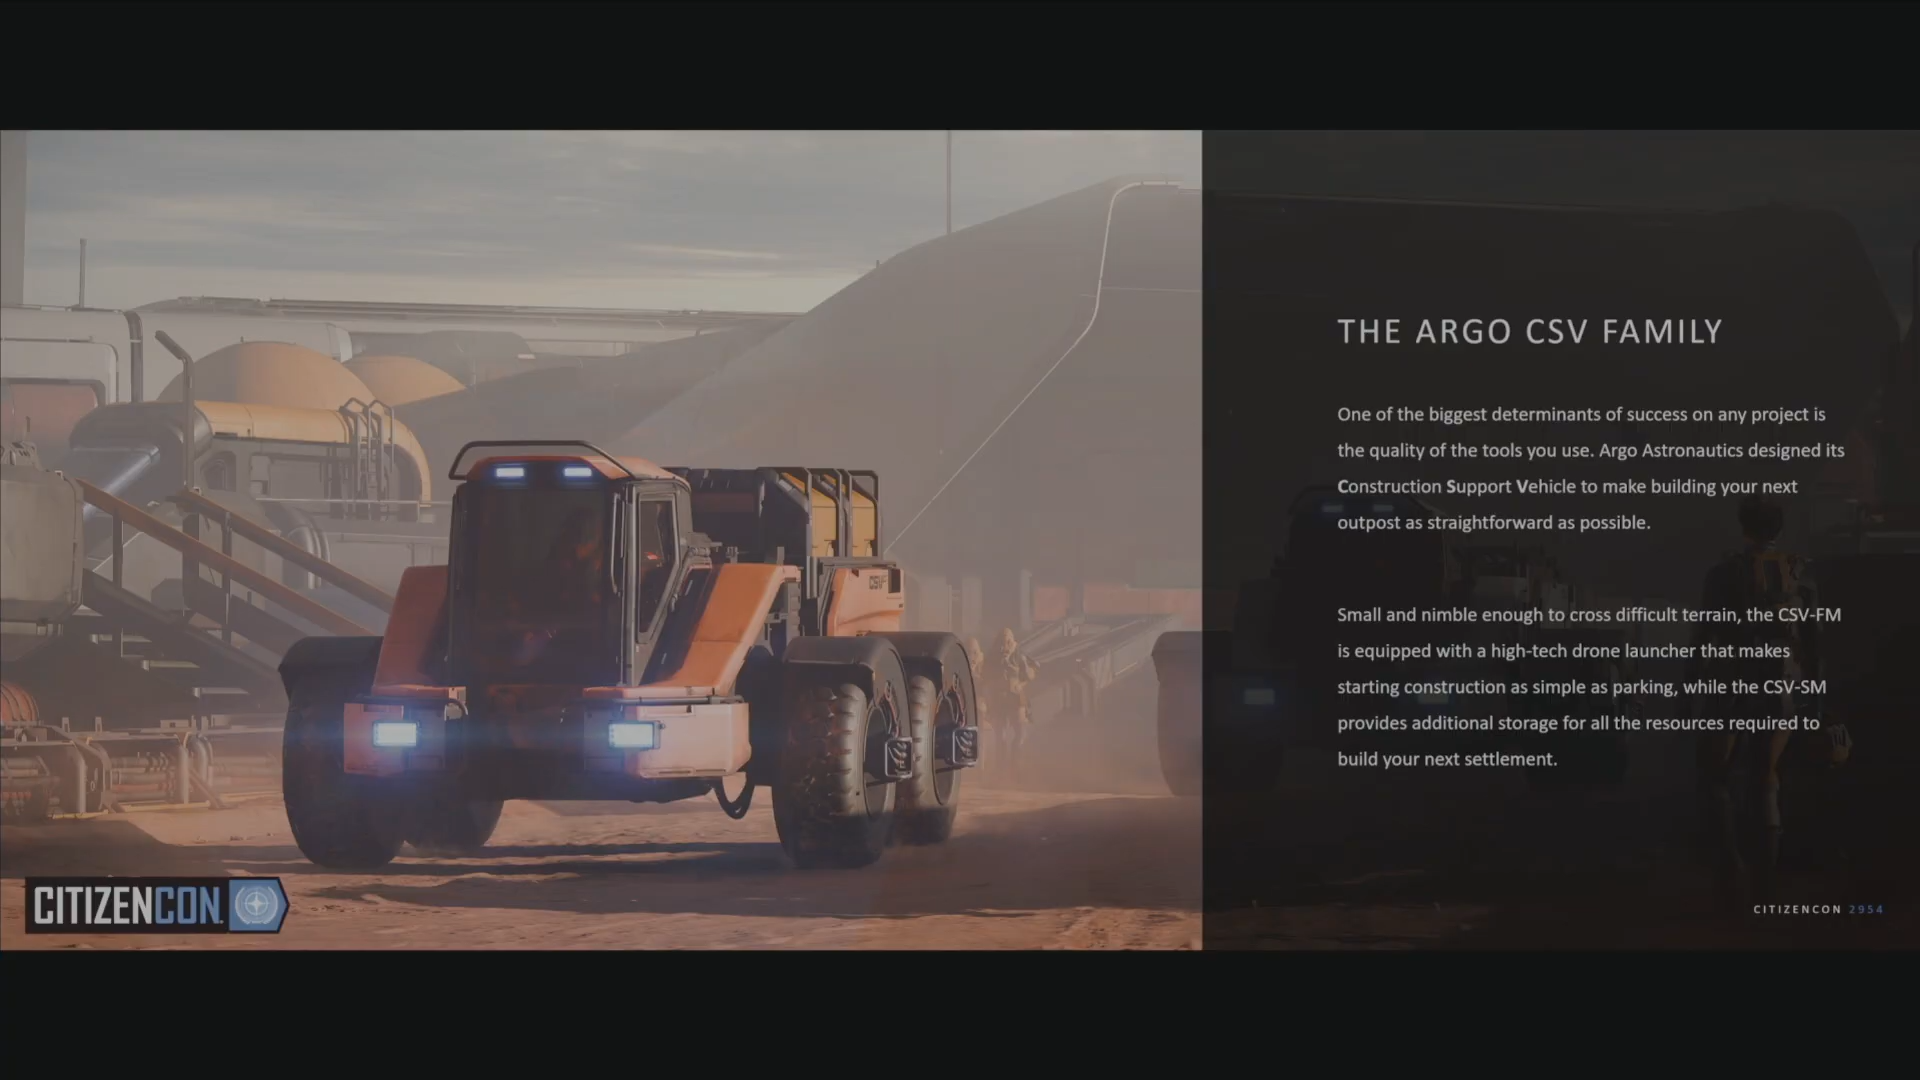 THE ARGO CSV FAMILY
One of the biggest determinants of success on any project is
the quality of the tools you use. Argo Astronautics designed its
Construction Support Vehicle to make building your next
outpost as straightforward as possible.
Small and nimble enough to cross difficult terrain, the CSV-FM
is equipped with a high-tech drone launcher that makes
starting construction as simple as parking, while the CSV-SM
provides additional storage for all the resources required to
build your next settlement.
CITIZENCON
CITIZENCON 2954